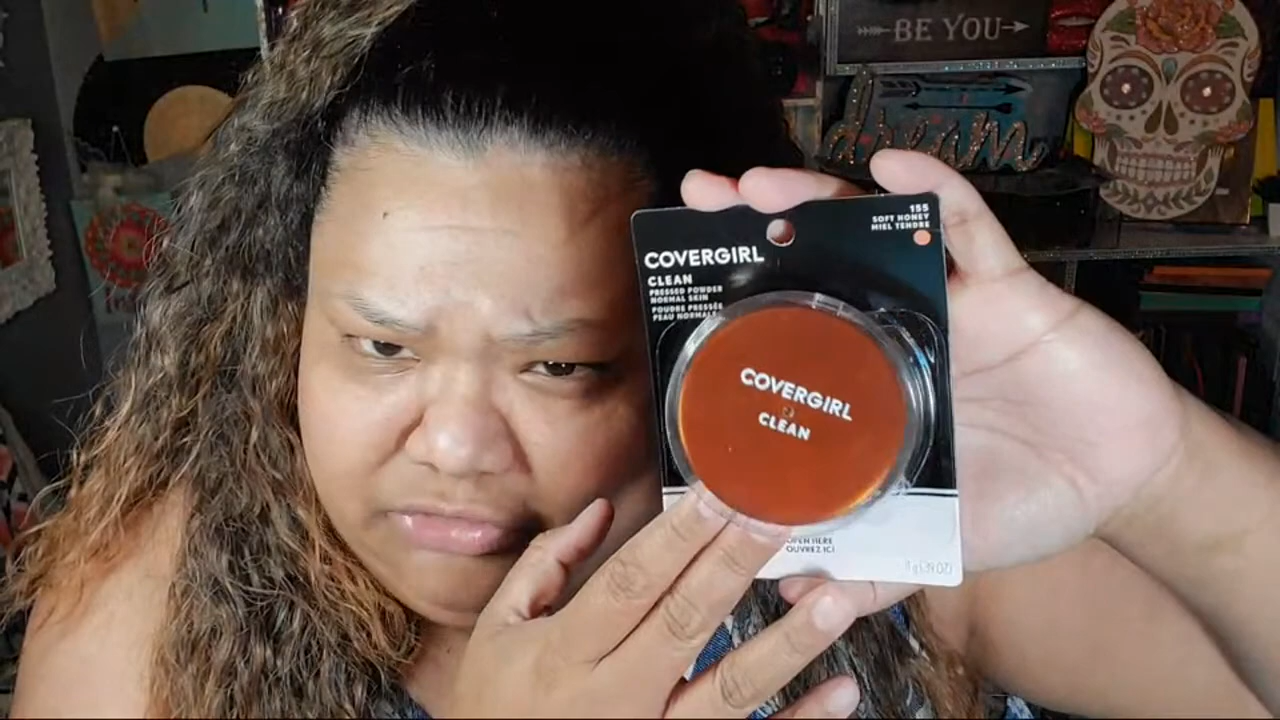 BE YOU
dream
155
SOFT HONEY
MIEL TENDRE
COVERGIRL
CLEAN
PRESSED POWDER
NORMAL SKIN
POUDRE PRESSÉE
PEAU NORMALE
COVERGIRL
CLEAN
OPEN HERE
OUVREZ ICI